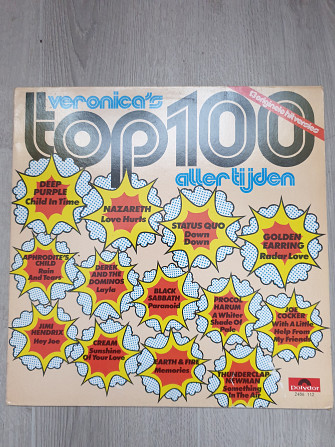 veronica's
top100
aller tijden
13 originele hitversies
DEEP
PURPLE
Child In Time
NAZARETH
Love Hurts
STATUS QUO
Down
Down
GOLDEN
EARRING
Radar Love
APHRODITE'S
CHILD
Rain
And Tears
DEREK
AND THE
DOMINOS
Layla
BLACK
SABBATH
Paranoid
PROCOL
HARUM
A Whiter
Shade Of
Pale
JOE
COCKER
With A Little
Help From
My Friends
JIMI
HENDRIX
Hey Joe
CREAM
Sunshine
Of Your Love
EARTH & FIRE
Memories
THUNDERCLAP
NEWMAN
Something
In The Air
polydor